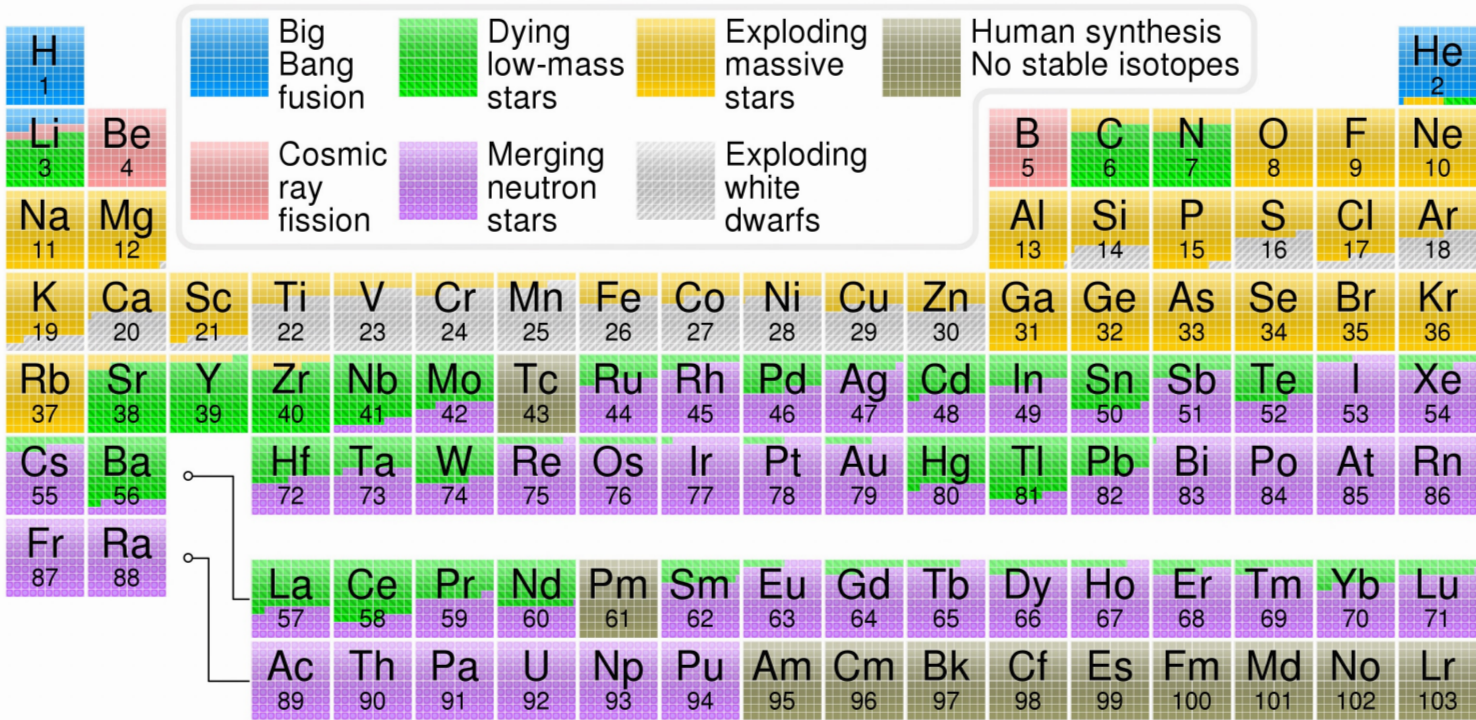 Big
Bang
fusion
Dying
low-mass
stars
Exploding
massive
stars
Human synthesis
No stable isotopes
Cosmic
ray
fission
Merging
neutron
stars
Exploding
white
dwarfs
H He
1 2
Li Be B C N O F Ne
3 4 5 6 7 8 9 10
Na Mg Al Si P S Cl Ar
11 12 13 14 15 16 17 18
K Ca Sc Ti V Cr Mn Fe Co Ni Cu Zn Ga Ge As Se Br Kr
19 20 21 22 23 24 25 26 27 28 29 30 31 32 33 34 35 36
Rb Sr Y Zr Nb Mo Tc Ru Rh Pd Ag Cd In Sn Sb Te I Xe
37 38 39 40 41 42 43 44 45 46 47 48 49 50 51 52 53 54
Cs Ba Hf Ta W Re Os Ir Pt Au Hg Tl Pb Bi Po At Rn
55 56 72 73 74 75 76 77 78 79 80 81 82 83 84 85 86
Fr Ra
87 88
La Ce Pr Nd Pm Sm Eu Gd Tb Dy Ho Er Tm Yb Lu
57 58 59 60 61 62 63 64 65 66 67 68 69 70 71
Ac Th Pa U Np Pu Am Cm Bk Cf Es Fm Md No Lr
89 90 91 92 93 94 95 96 97 98 99 100 101 102 103